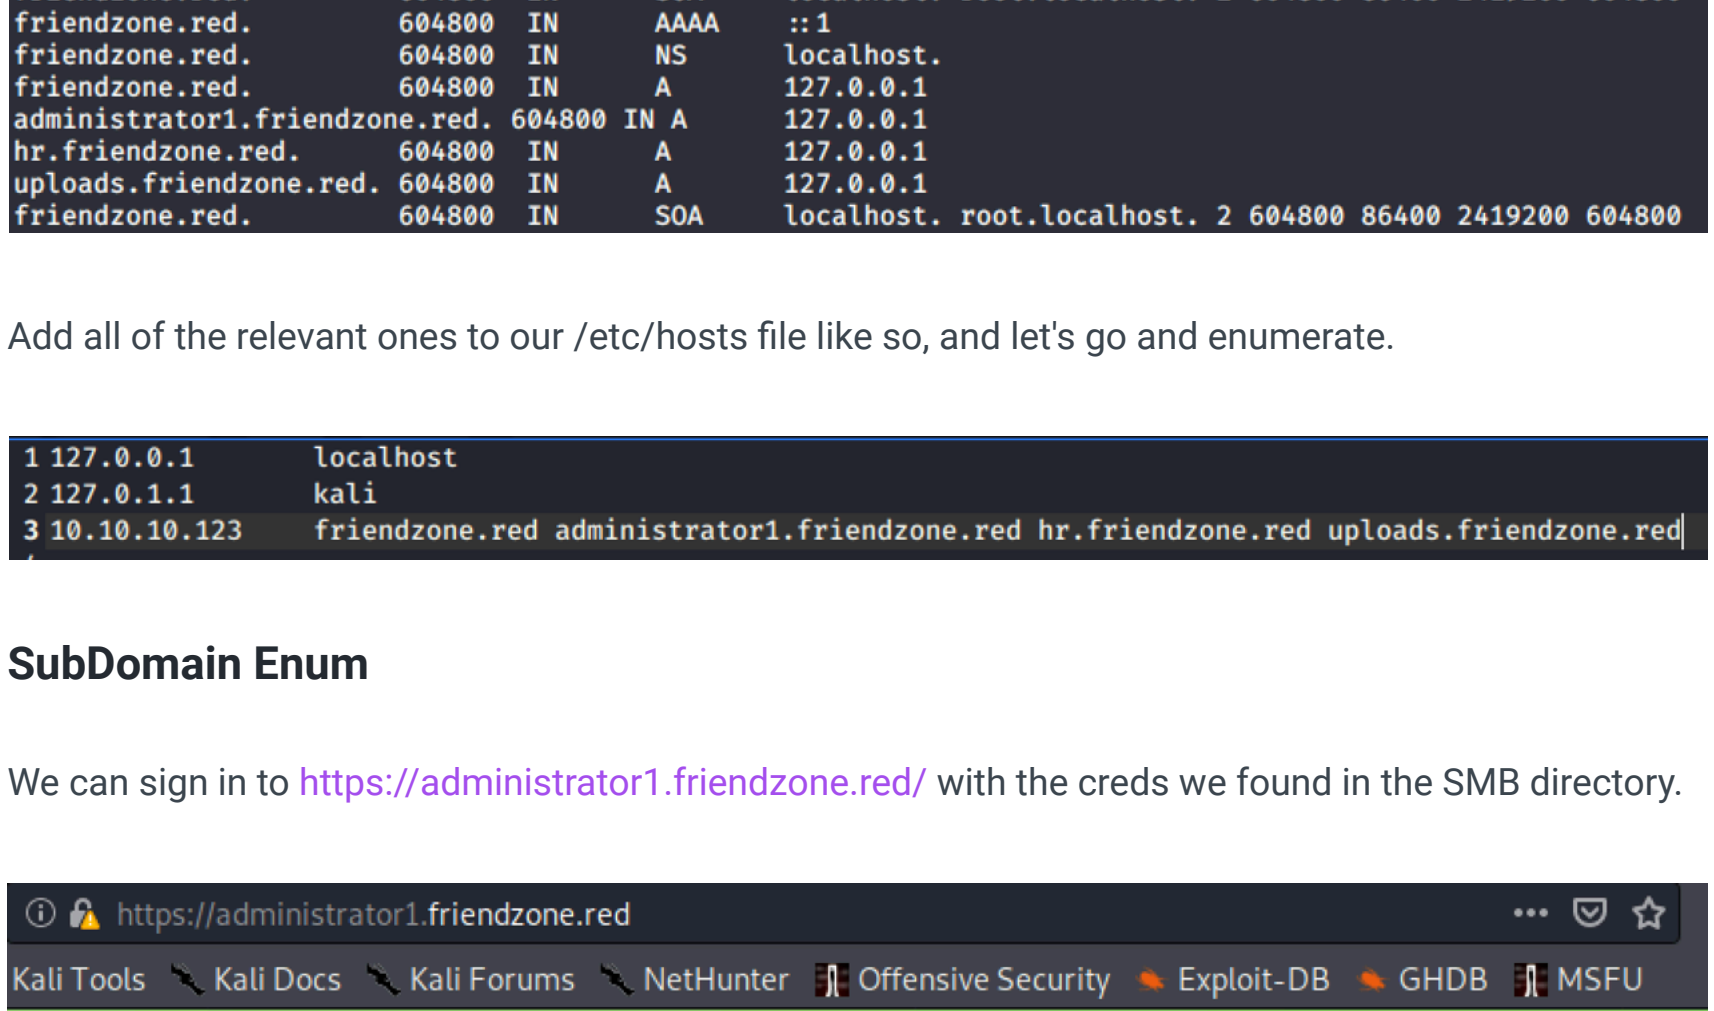 friendzone.red. 604800 IN AAAA ::1
friendzone.red. 604800 IN NS localhost.
friendzone.red. 604800 IN A 127.0.0.1
administrator1.friendzone.red. 604800 IN A 127.0.0.1
hr.friendzone.red. 604800 IN A 127.0.0.1
uploads.friendzone.red. 604800 IN A 127.0.0.1
friendzone.red. 604800 IN SOA localhost. root.localhost. 2 604800 86400 2419200 604800
Add all of the relevant ones to our /etc/hosts file like so, and let's go and enumerate.
1 127.0.0.1 localhost
2 127.0.1.1 kali
3 10.10.10.123 friendzone.red administrator1.friendzone.red hr.friendzone.red uploads.friendzone.red
SubDomain Enum
We can sign in to https://administrator1.friendzone.red/ with the creds we found in the SMB directory.
https://administrator1.friendzone.red
Kali Tools Kali Docs Kali Forums NetHunter Offensive Security Exploit-DB GHDB MSFU